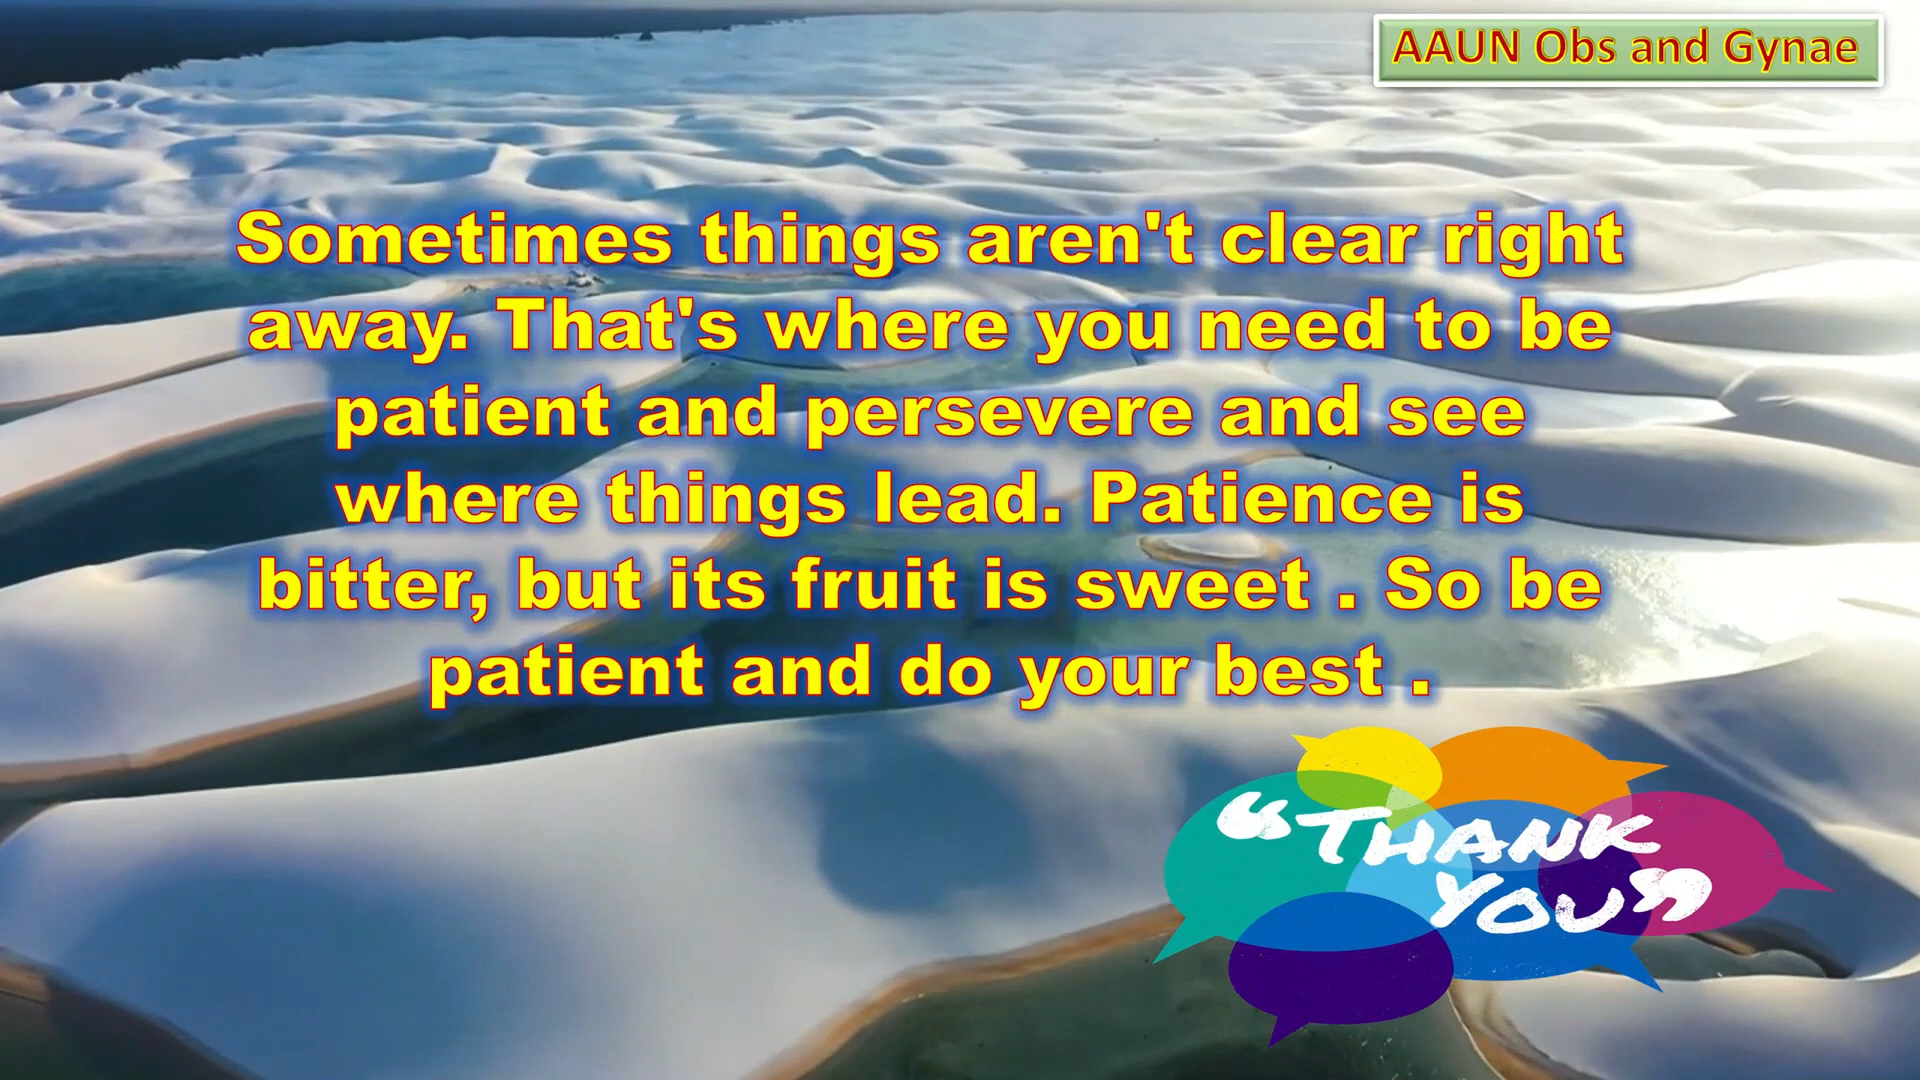 AAUN Obs and Gynae
Sometimes things aren't clear right
away. That's where you need to be
patient and persevere and see
where things lead. Patience is
bitter, but its fruit is sweet . So be
patient and do your best .
“THANK
YOU”